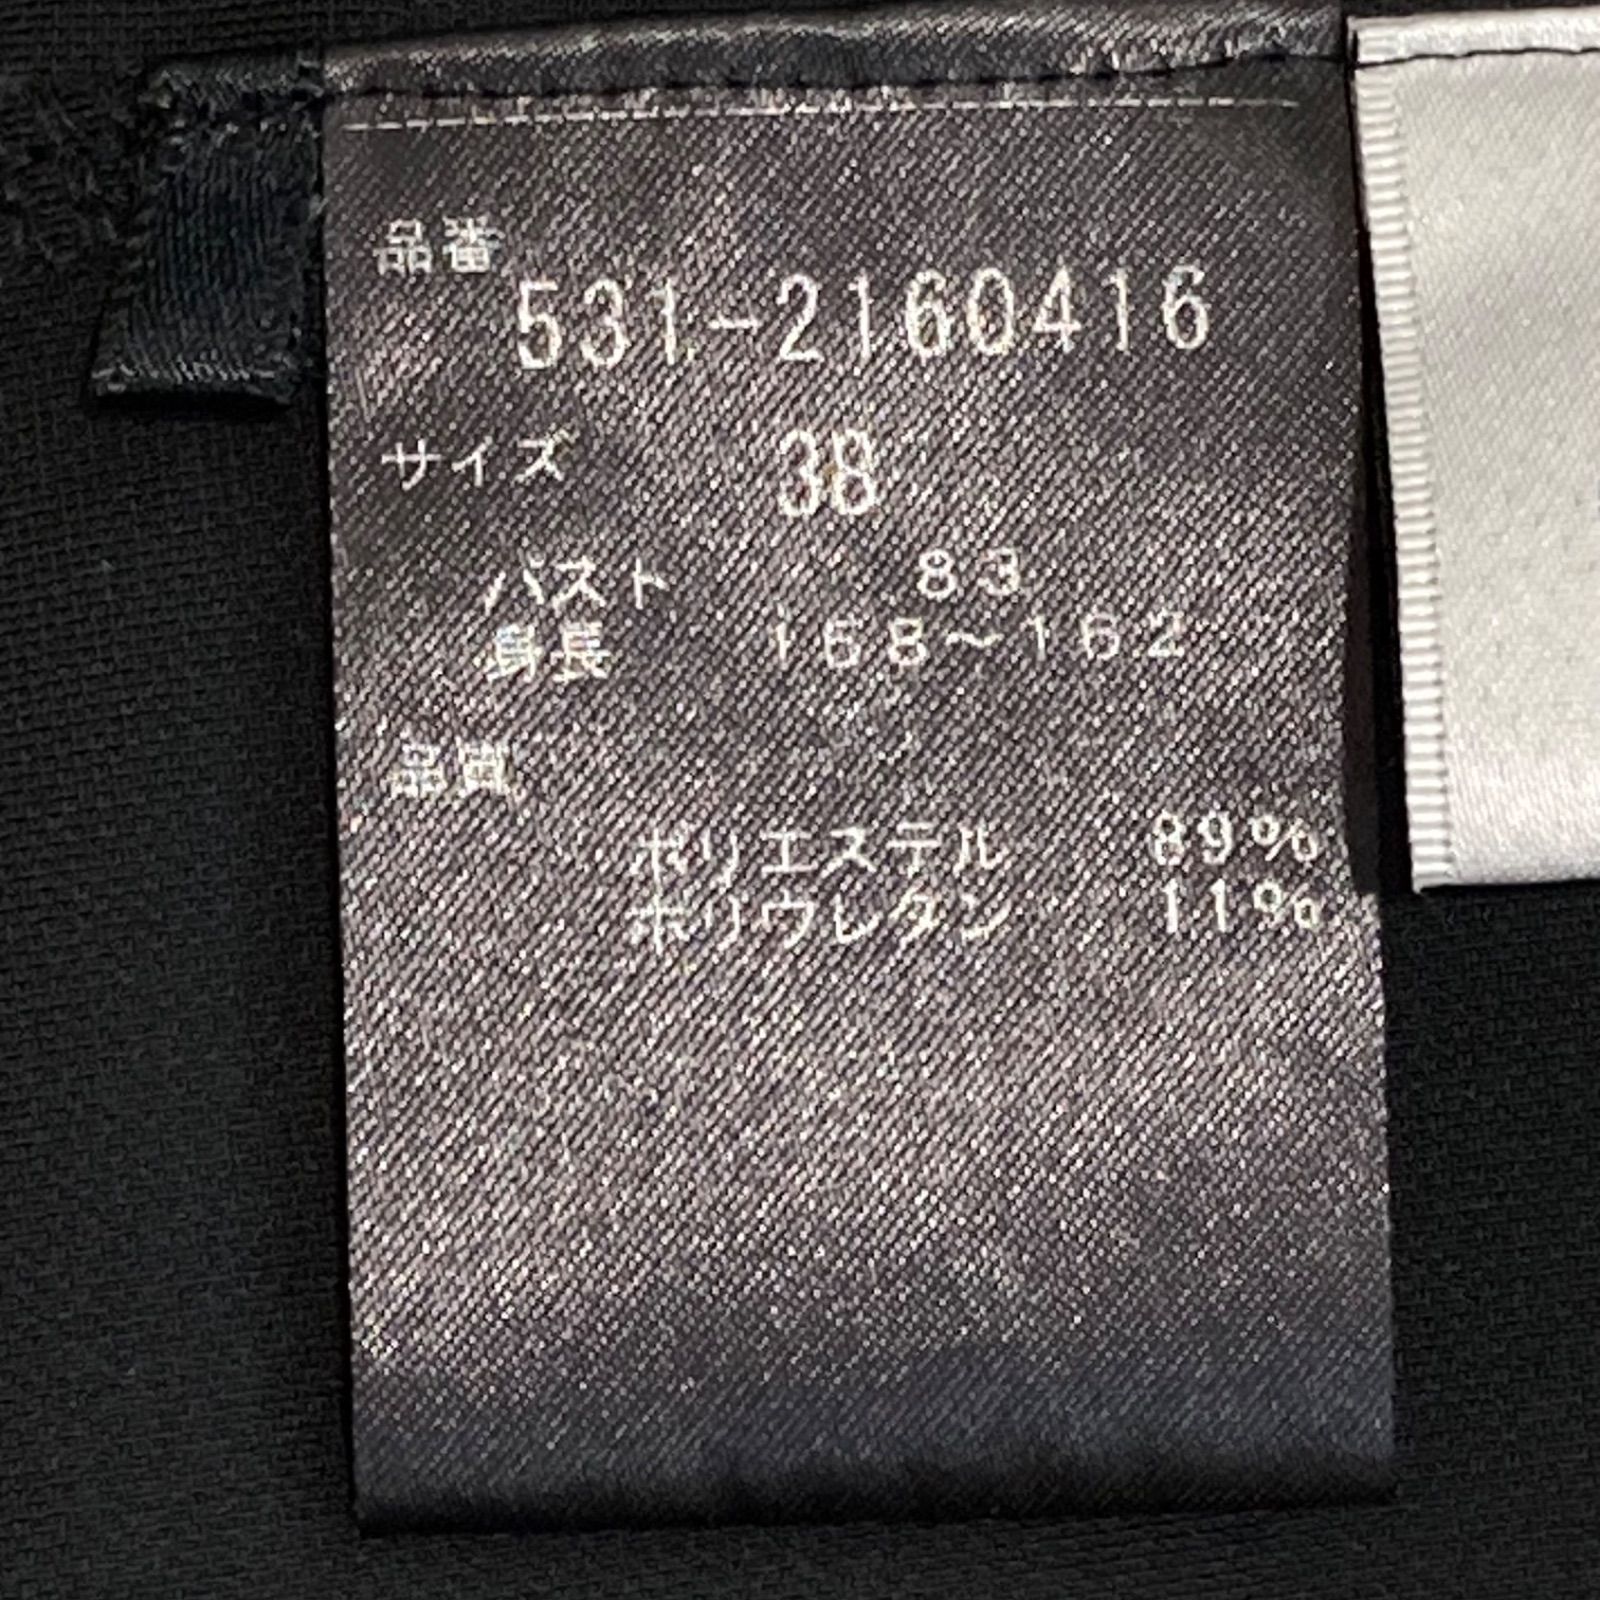 品番
531-2160416
サイズ 38
バスト 83
身長 168~162
品質
ポリエステル 89%
ポリウレタン 11%